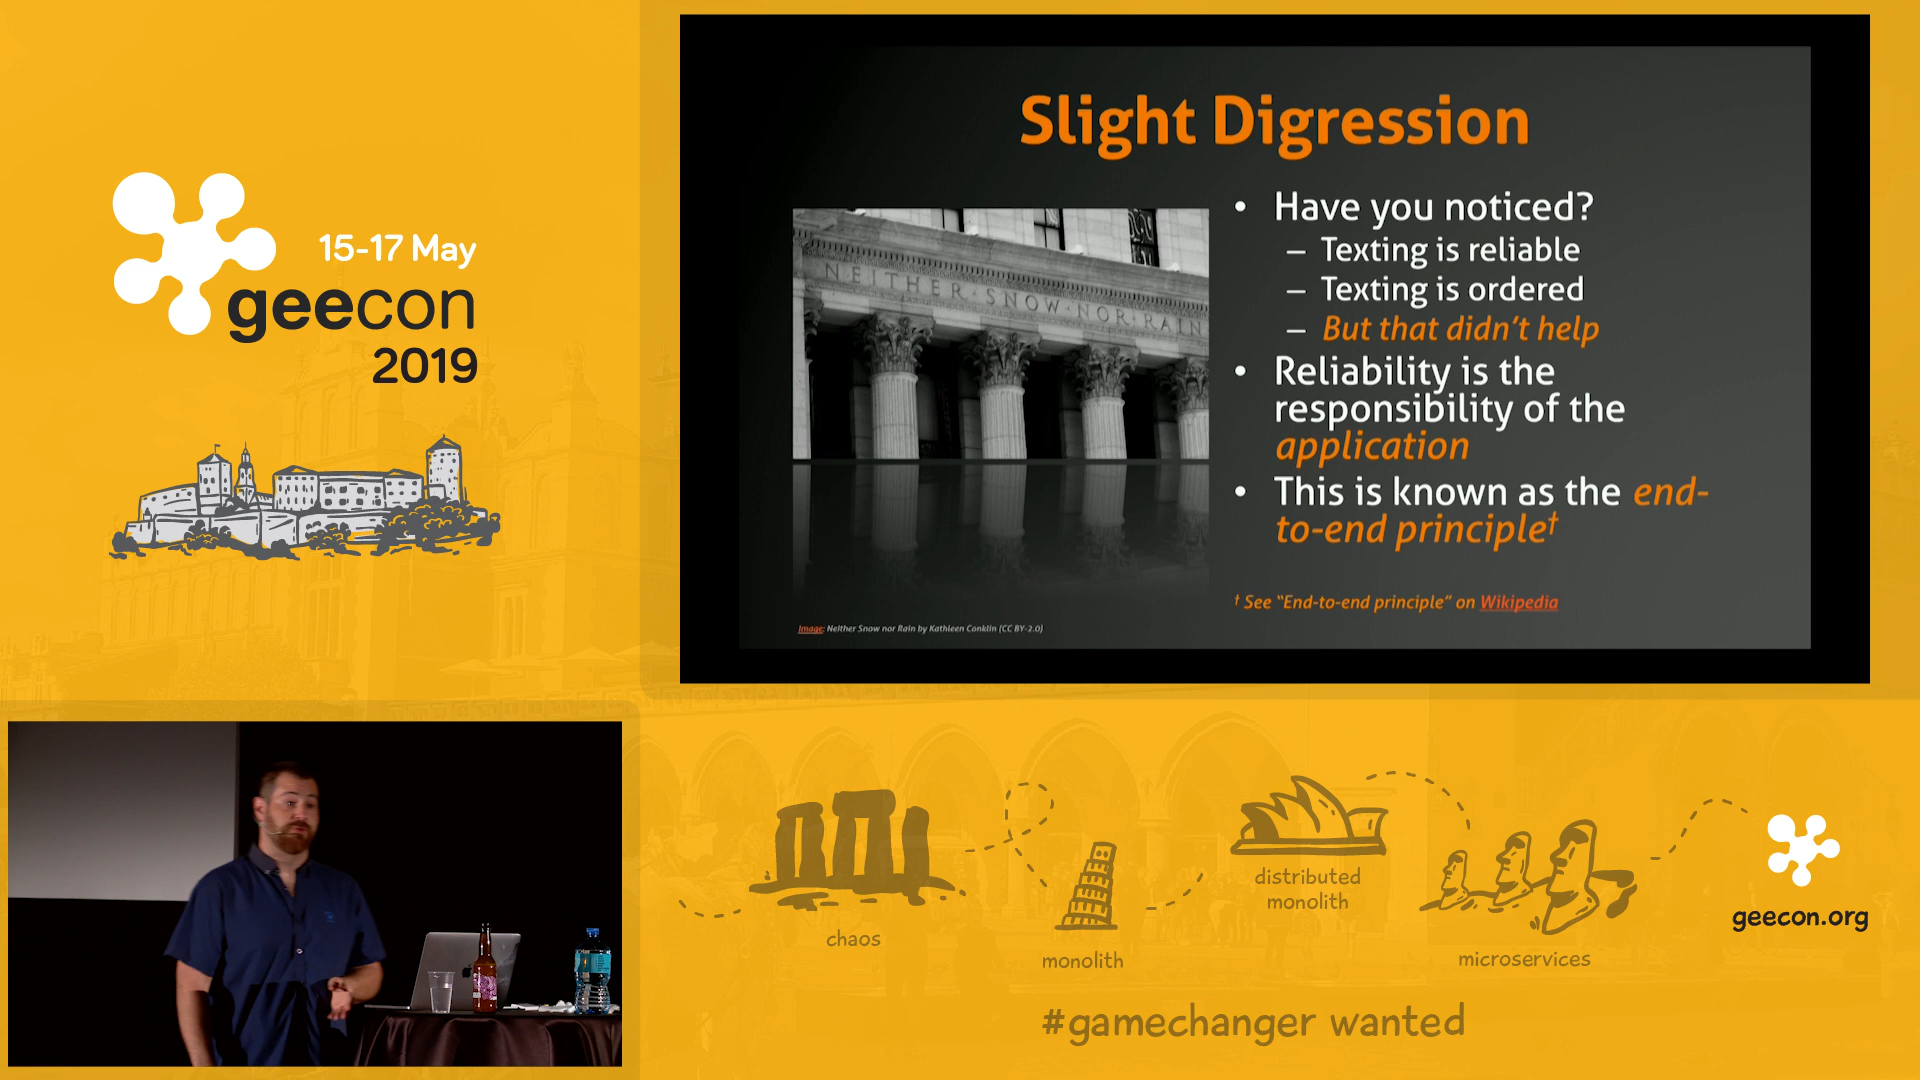 15-17 May
geecon
2019
Slight Digression
NEITHER·SNOW·NOR·RAIN
• Have you noticed?
– Texting is reliable
– Texting is ordered
– But that didn't help
• Reliability is the
responsibility of the
application
• This is known as the end-
to-end principle†
† See "End-to-end principle" on Wikipedia
Image: Neither Snow nor Rain by Kathleen Conklin (CC BY-2.0)
chaos
monolith
distributed
monolith
microservices
geecon.org
#gamechanger wanted